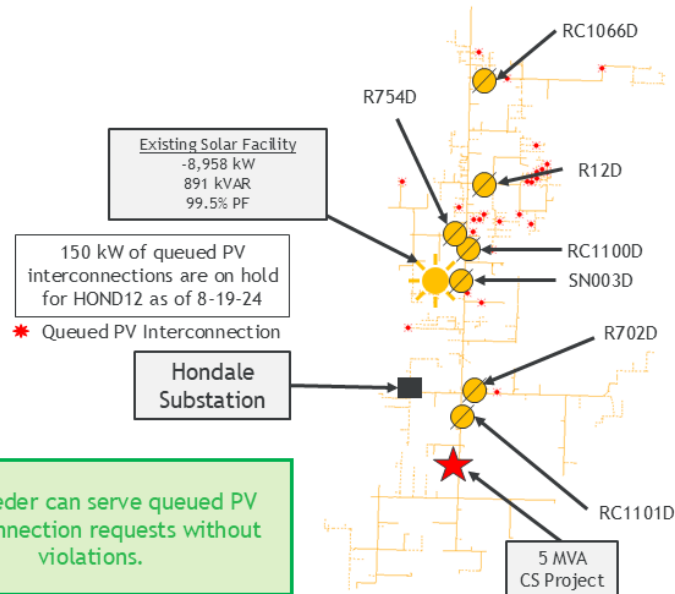 RC1066D
R754D
Existing Solar Facility
-8,958 kW
891 kVAR
99.5% PF
R12D
150 kW of queued PV
interconnections are on hold
for HOND12 as of 8-19-24
RC1100D
SN003D
Queued PV Interconnection
R702D
Hondale
Substation
eder can serve queued PV
nnection requests without
violations.
RC1101D
5 MVA
CS Project